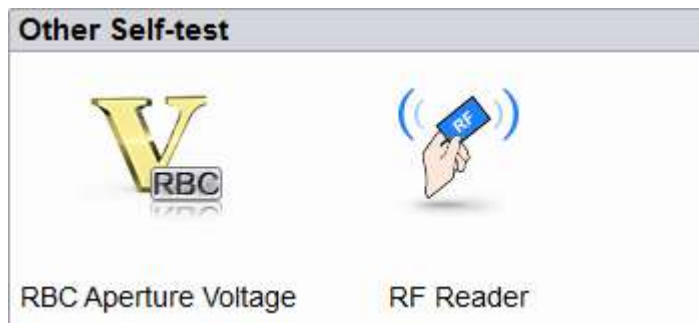 Other Self-test
V
RBC
RF
RBC Aperture Voltage
RF Reader